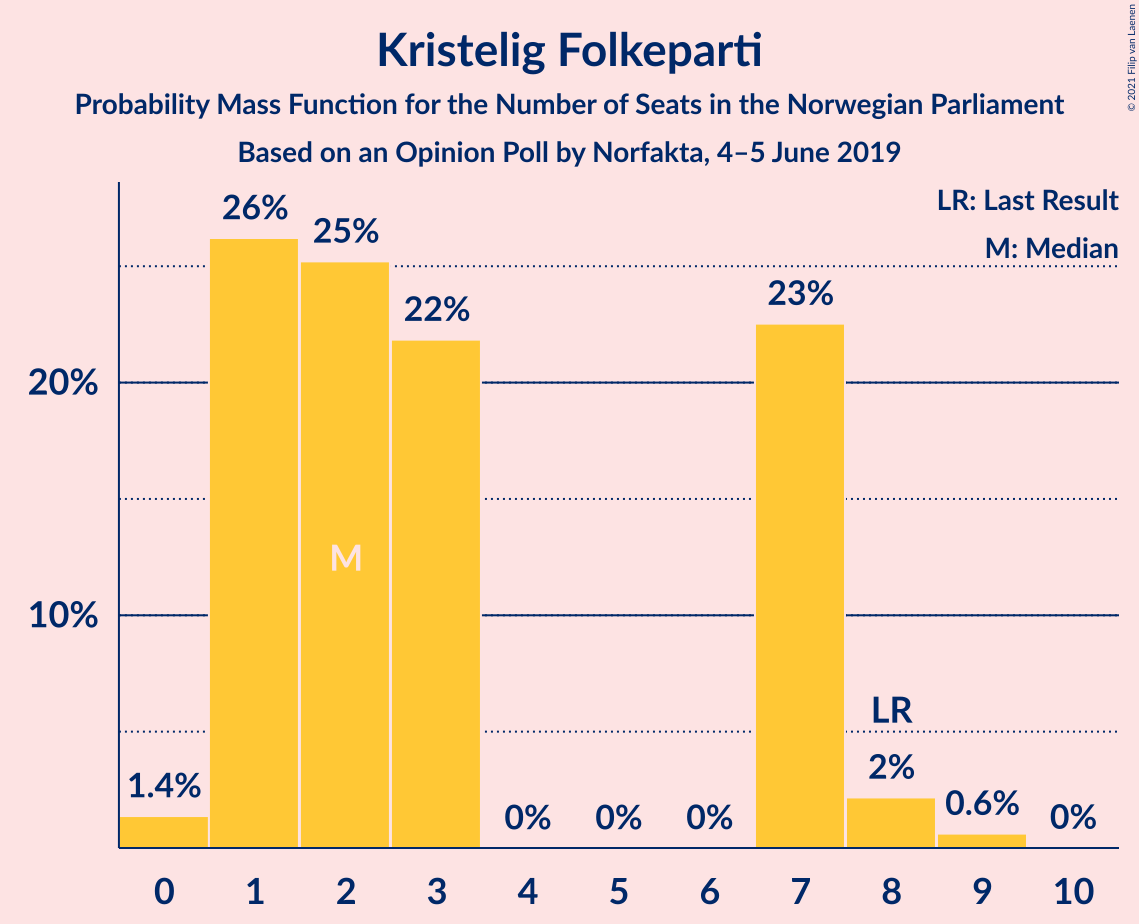 Kristelig Folkeparti
Probability Mass Function for the Number of Seats in the Norwegian Parliament
Based on an Opinion Poll by Norfakta, 4–5 June 2019
© 2021 Filip van Laenen
LR: Last Result
M: Median
26%
25%
22%
23%
20%
M
10%
LR
1.4%
0%
0%
0%
2%
0.6%
0%
0 1 2 3 4 5 6 7 8 9 10